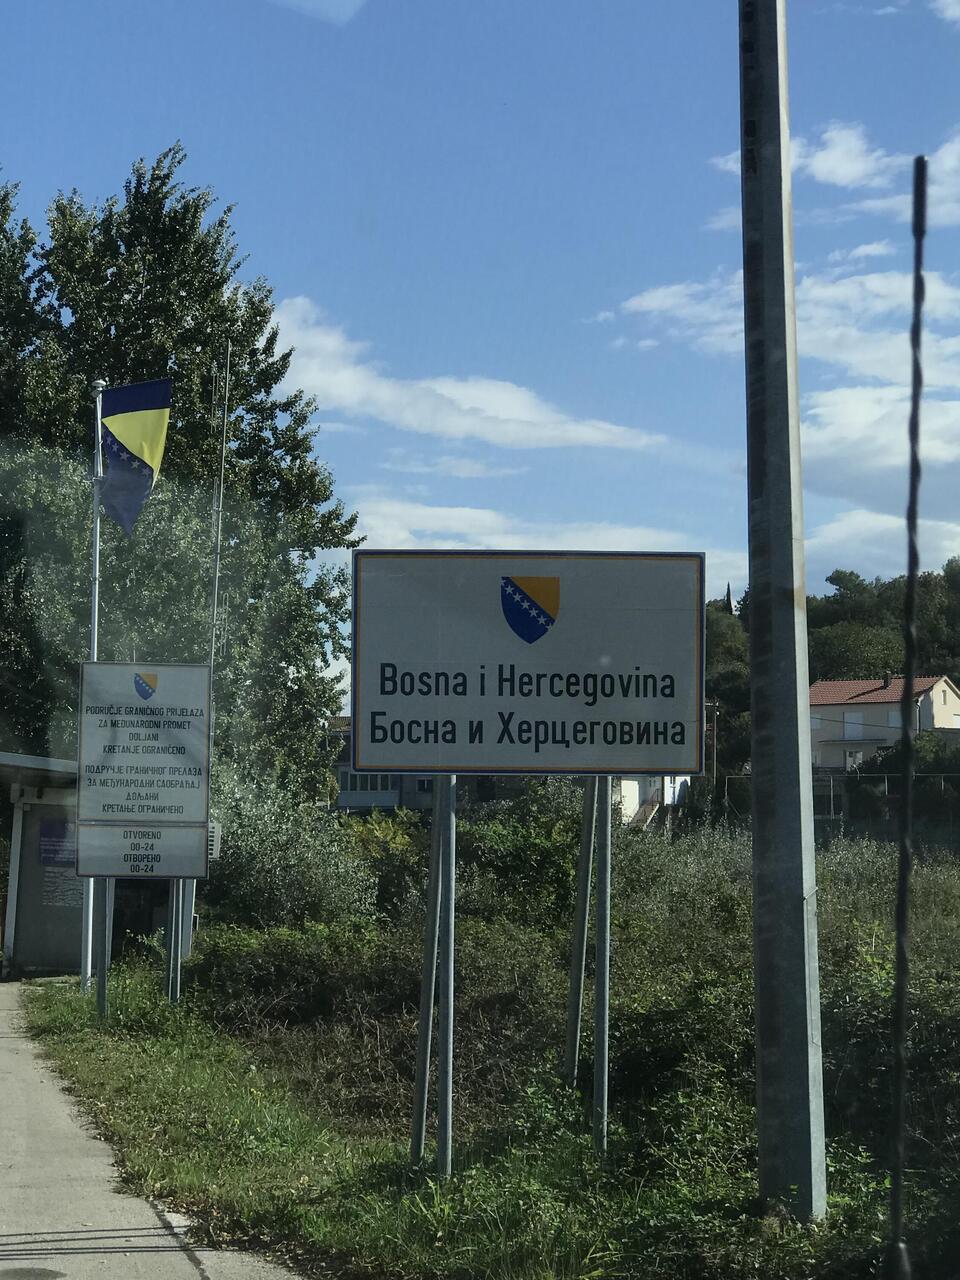 Bosna i Hercegovina
Босна и Херцеговина
PODRUČJE GRANIČNOG PRIJELAZA
ZA MEĐUNARODNI PROMET
DOLJANI
KRETANJE OGRANIČENO
ПОДРУЧЈЕ ГРАНИЧНОГ ПРЕЛАЗА
ЗА МЕЂУНАРОДНИ САОБРАЋАЈ
ДОЉАНИ
КРЕТАЊЕ ОГРАНИЧЕНО
OTVORENO
00-24
ОТВОРЕНО
00-24